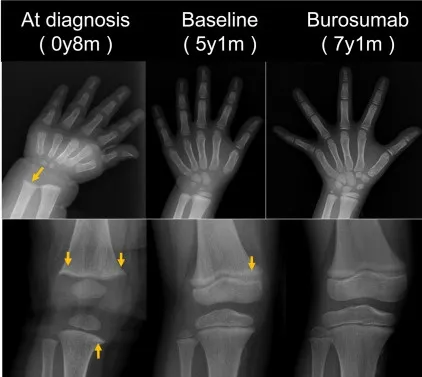 At diagnosis
( 0y8m )
Baseline
( 5y1m )
Burosumab
( 7y1m )